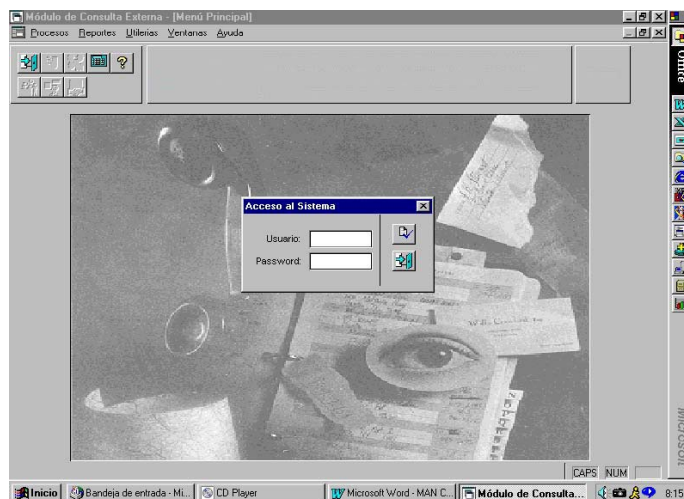 Módulo de Consulta Externa - [Menú Principal]
Procesos Reportes Utilerías Ventanas Ayuda
Office
Acceso al Sistema
Usuario:
Password:
Microsoft
CAPS NUM
Inicio Bandeja de entrada - Mi... CD Player Microsoft Word - MAN C... Módulo de Consulta... 8:15